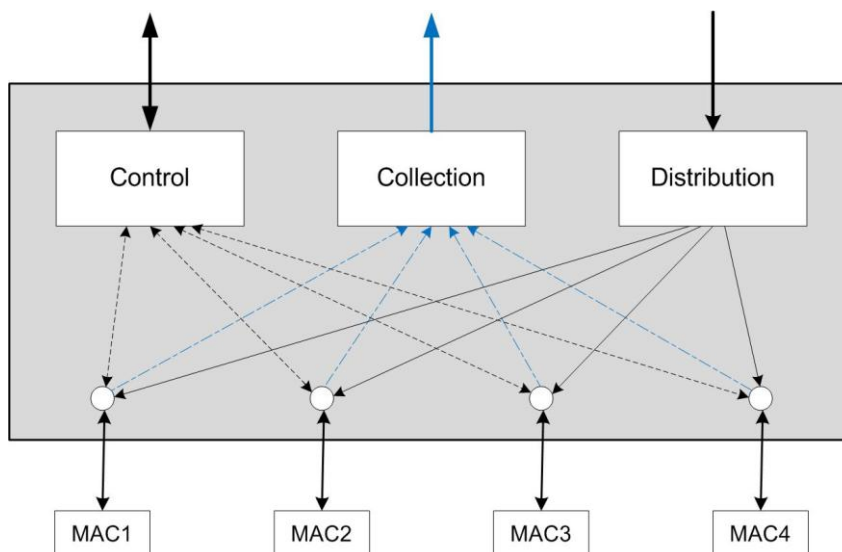 Control
Collection
Distribution
MAC1
MAC2
MAC3
MAC4